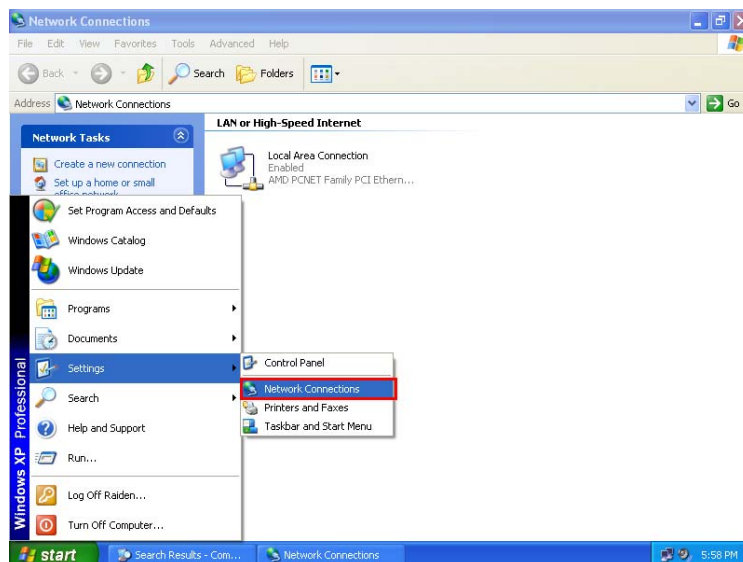 Network Connections
File Edit View Favorites Tools Advanced Help
Back Search Folders
Address Network Connections Go
Network Tasks
Create a new connection
Set up a home or small
office network
LAN or High-Speed Internet
Local Area Connection
Enabled
AMD PCNET Family PCI Ethern...
Set Program Access and Defaults
Windows Catalog
Windows Update
Programs
Documents
Settings
Search
Help and Support
Run...
Log Off Raiden...
Turn Off Computer...
Windows XP Professional
Control Panel
Network Connections
Printers and Faxes
Taskbar and Start Menu
start Search Results - Com... Network Connections 5:58 PM